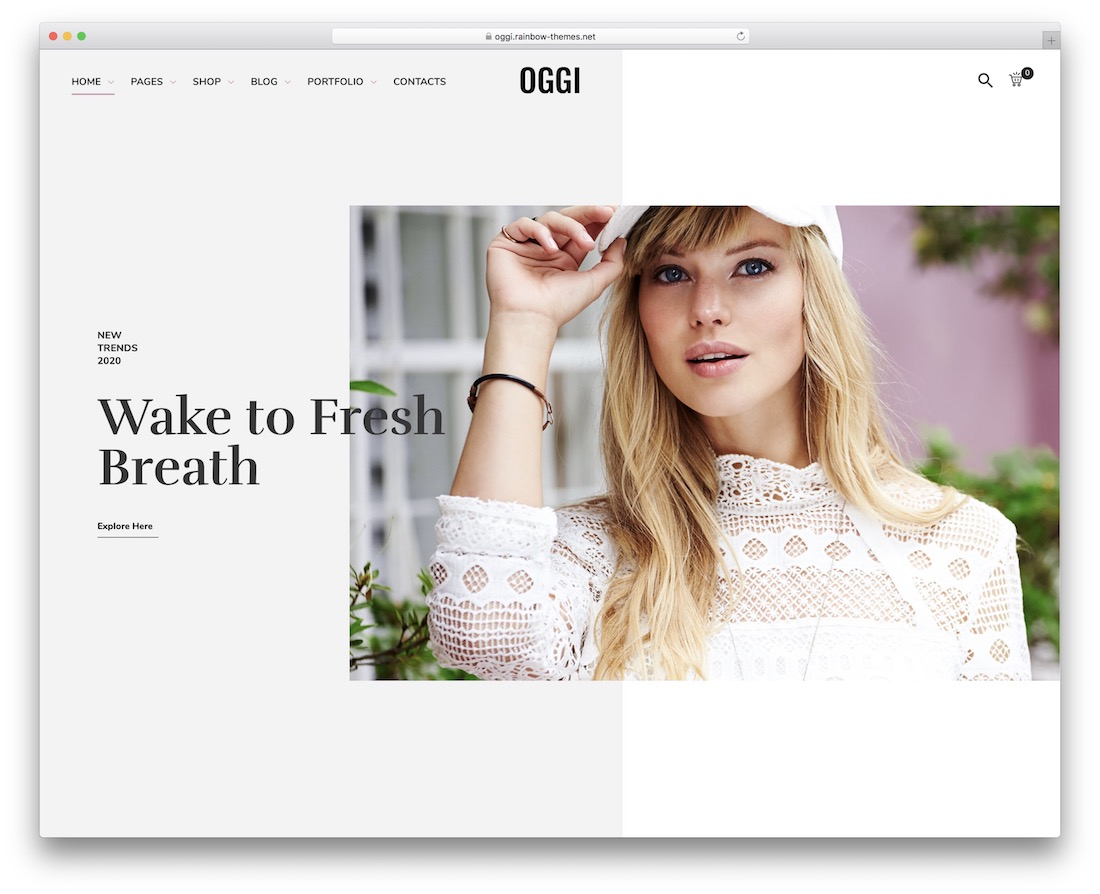 oggi.rainbow-themes.net
HOME PAGES SHOP BLOG PORTFOLIO CONTACTS
OGGI
0
NEW
TRENDS
2020
Wake to Fresh
Breath
Explore Here